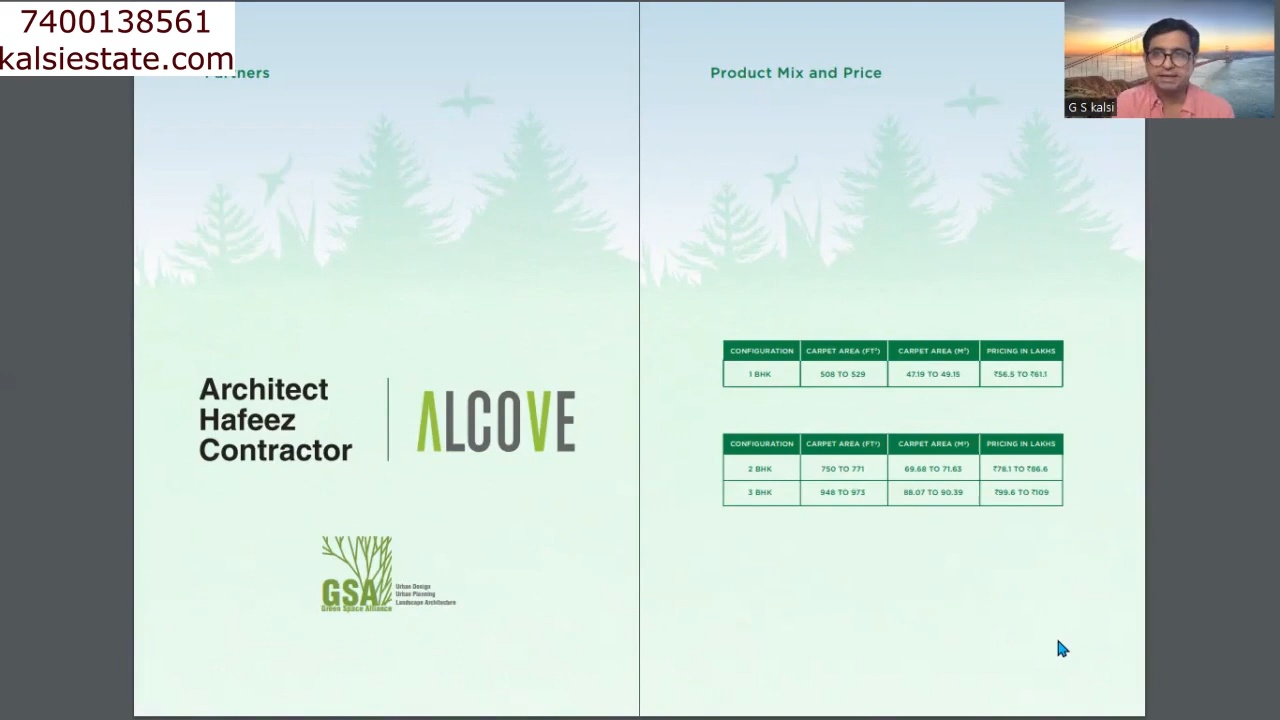 7400138561
kalsiestate.com
Partners
Architect
Hafeez
Contractor
ALCOVE
GSA
Green Space Alliance
Urban Design
Urban Planning
Landscape Architecture
Product Mix and Price
CONFIGURATION CARPET AREA (FT²) CARPET AREA (M²) PRICING IN LAKHS
1 BHK 508 TO 529 47.19 TO 49.15 ₹56.5 TO ₹61.1
CONFIGURATION CARPET AREA (FT²) CARPET AREA (M²) PRICING IN LAKHS
2 BHK 750 TO 771 69.68 TO 71.63 ₹78.1 TO ₹86.6
3 BHK 948 TO 973 88.07 TO 90.39 ₹99.6 TO ₹109
G S kalsi